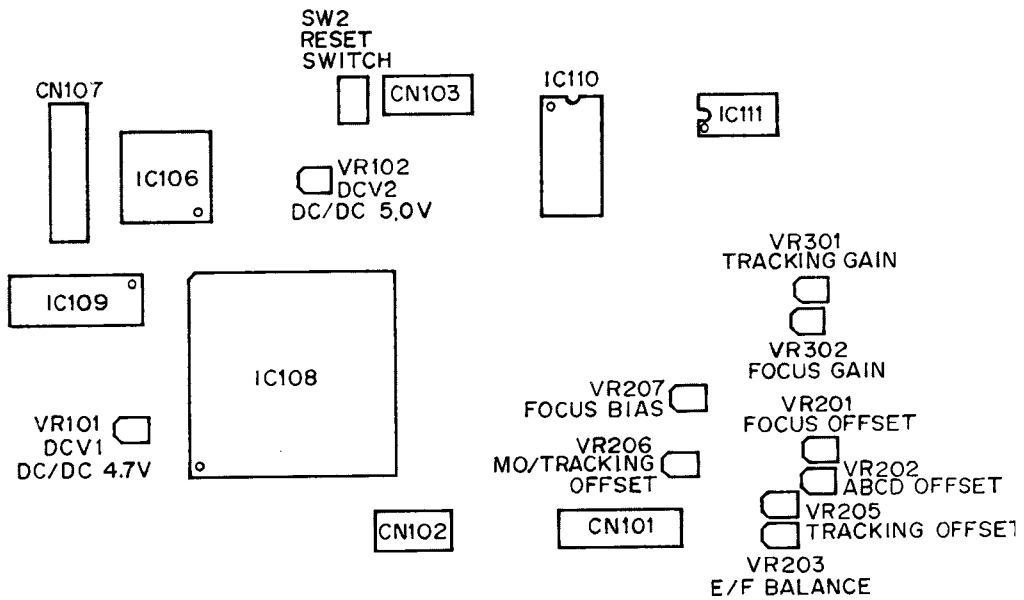 SW2
RESET
SWITCH
CN107
CN103
IC110
IC111
IC106
VR102
DCV2
DC/DC 5.0V
VR301
TRACKING GAIN
IC109
VR302
FOCUS GAIN
IC108
VR207
FOCUS BIAS
VR201
FOCUS OFFSET
VR101
DCV1
DC/DC 4.7V
VR206
MO/TRACKING
OFFSET
VR202
ABCD OFFSET
VR205
TRACKING OFFSET
CN102
CN101
VR203
E/F BALANCE